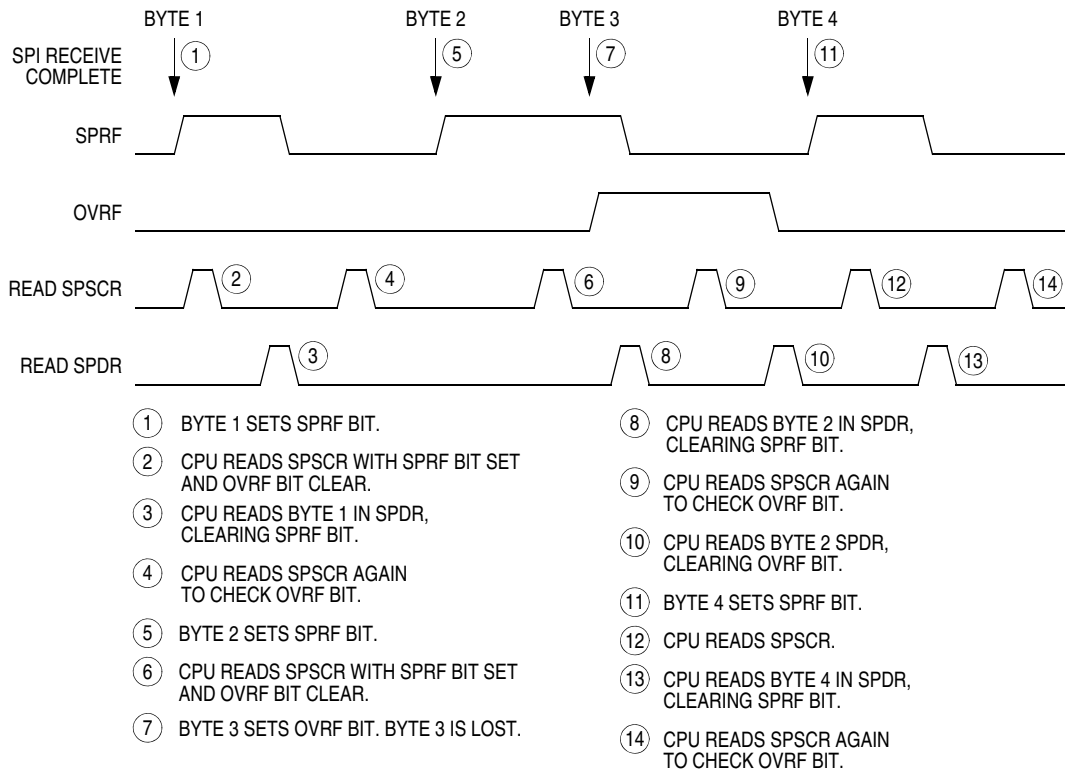 BYTE 1 BYTE 2 BYTE 3 BYTE 4
SPI RECEIVE
COMPLETE
1 5 7 11
SPRF
OVRF
READ SPSCR
2 4 6 9 12 14
READ SPDR
3 8 10 13
1 BYTE 1 SETS SPRF BIT.
2 CPU READS SPSCR WITH SPRF BIT SET
AND OVRF BIT CLEAR.
3 CPU READS BYTE 1 IN SPDR,
CLEARING SPRF BIT.
4 CPU READS SPSCR AGAIN
TO CHECK OVRF BIT.
5 BYTE 2 SETS SPRF BIT.
6 CPU READS SPSCR WITH SPRF BIT SET
AND OVRF BIT CLEAR.
7 BYTE 3 SETS OVRF BIT. BYTE 3 IS LOST.
8 CPU READS BYTE 2 IN SPDR,
CLEARING SPRF BIT.
9 CPU READS SPSCR AGAIN
TO CHECK OVRF BIT.
10 CPU READS BYTE 2 SPDR,
CLEARING OVRF BIT.
11 BYTE 4 SETS SPRF BIT.
12 CPU READS SPSCR.
13 CPU READS BYTE 4 IN SPDR,
CLEARING SPRF BIT.
14 CPU READS SPSCR AGAIN
TO CHECK OVRF BIT.